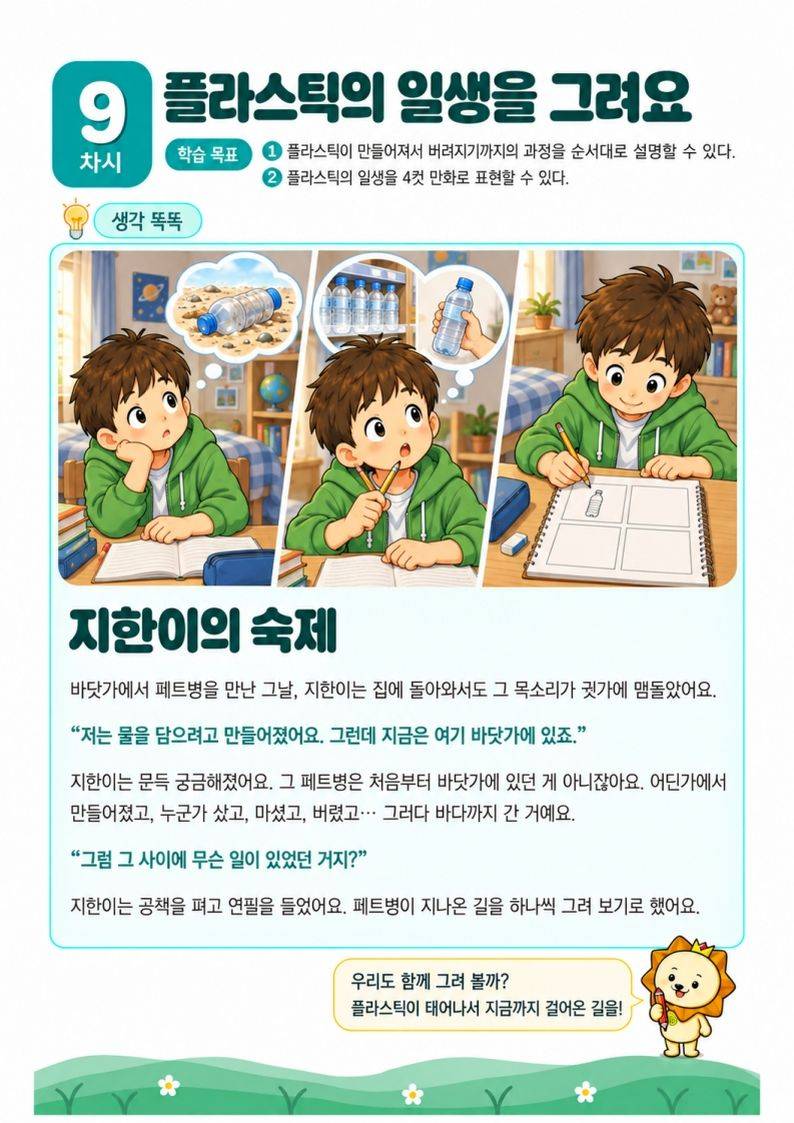 9
차시
플라스틱의 일생을 그려요
학습 목표
1 플라스틱이 만들어져서 버려지기까지의 과정을 순서대로 설명할 수 있다.
2 플라스틱의 일생을 4컷 만화로 표현할 수 있다.
생각 똑똑
지한이의 숙제
바닷가에서 페트병을 만난 그날, 지한이는 집에 돌아와서도 그 목소리가 귓가에 맴돌았어요.
“저는 물을 담으려고 만들어졌어요. 그런데 지금은 여기 바닷가에 있죠.”
지한이는 문득 궁금해졌어요. 그 페트병은 처음부터 바닷가에 있던 게 아니잖아요. 어딘가에서
만들어졌고, 누군가 샀고, 마셨고, 버렸고… 그러다 바다까지 간 거예요.
“그럼 그 사이에 무슨 일이 있었던 거지?”
지한이는 공책을 펴고 연필을 들었어요. 페트병이 지나온 길을 하나씩 그려 보기로 했어요.
우리도 함께 그려 볼까?
플라스틱이 태어나서 지금까지 걸어온 길을!